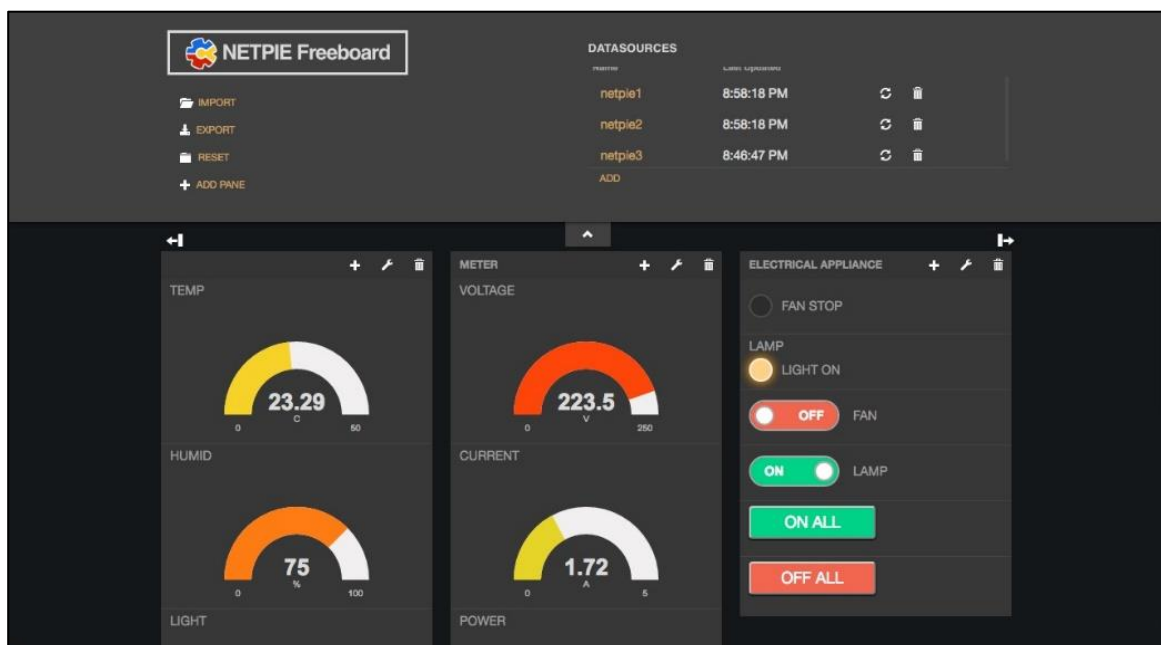 NETPIE Freeboard
IMPORT
EXPORT
RESET
ADD PANE
DATASOURCES
Name Last Updated
netpie1 8:58:18 PM
netpie2 8:58:18 PM
netpie3 8:46:47 PM
ADD
TEMP
23.29
C
0 50
HUMID
75
%
0 100
LIGHT
METER
VOLTAGE
223.5
V
0 250
CURRENT
1.72
A
0 5
POWER
ELECTRICAL APPLIANCE
FAN STOP
LAMP
LIGHT ON
OFF FAN
ON LAMP
ON ALL
OFF ALL